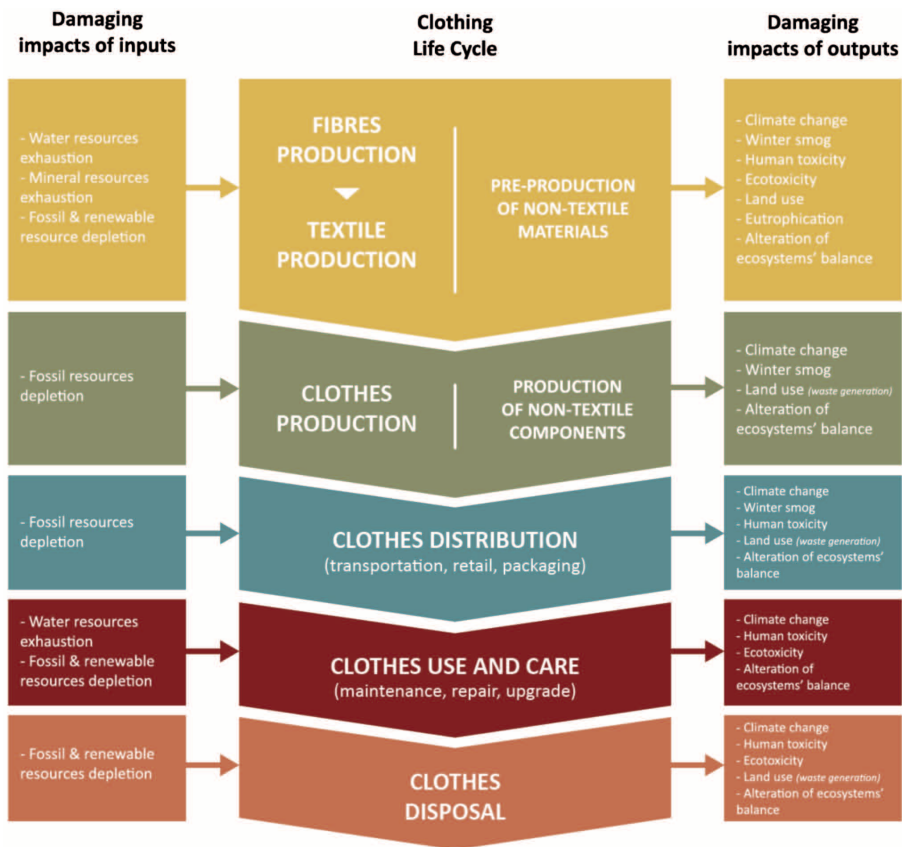 Damaging
impacts of inputs
Clothing
Life Cycle
Damaging
impacts of outputs
- Water resources
exhaustion
- Mineral resources
exhaustion
- Fossil & renewable
resource depletion
FIBRES
PRODUCTION
TEXTILE
PRODUCTION
PRE-PRODUCTION
OF NON-TEXTILE
MATERIALS
- Climate change
- Winter smog
- Human toxicity
- Ecotoxicity
- Land use
- Eutrophication
- Alteration of
ecosystems’ balance
- Fossil resources
depletion
CLOTHES
PRODUCTION
PRODUCTION
OF NON-TEXTILE
COMPONENTS
- Climate change
- Winter smog
- Land use (waste generation)
- Alteration of
ecosystems’ balance
- Fossil resources
depletion
CLOTHES DISTRIBUTION
(transportation, retail, packaging)
- Climate change
- Winter smog
- Human toxicity
- Land use (waste generation)
- Alteration of ecosystems’
balance
- Water resources
exhaustion
- Fossil & renewable
resources depletion
CLOTHES USE AND CARE
(maintenance, repair, upgrade)
- Climate change
- Human toxicity
- Ecotoxicity
- Alteration of
ecosystems’ balance
- Fossil & renewable
resources depletion
CLOTHES
DISPOSAL
- Climate change
- Human toxicity
- Ecotoxicity
- Land use (waste generation)
- Alteration of ecosystems’
balance